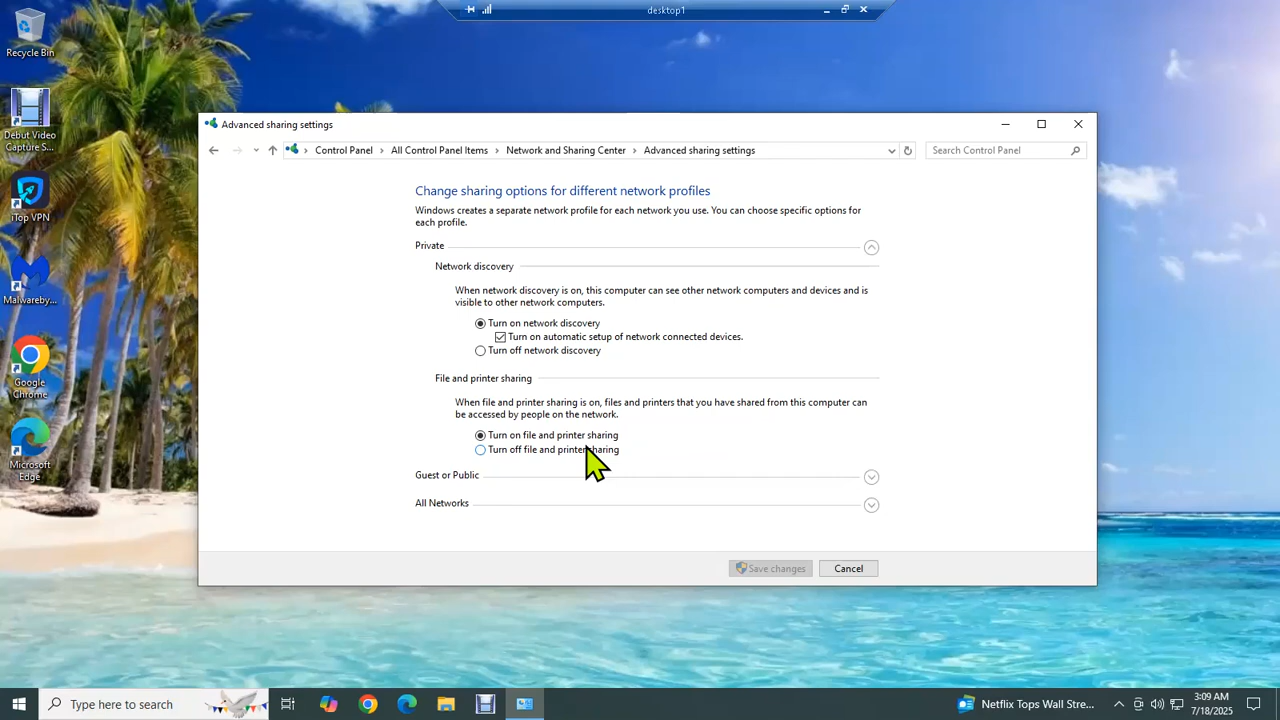 desktop1
Recycle Bin
Debut Video
Capture S...
iTop VPN
Malwareby...
Google
Chrome
Microsoft
Edge
Advanced sharing settings
Control Panel > All Control Panel Items > Network and Sharing Center > Advanced sharing settings
Search Control Panel
Change sharing options for different network profiles
Windows creates a separate network profile for each network you use. You can choose specific options for
each profile.
Private
Network discovery
When network discovery is on, this computer can see other network computers and devices and is
visible to other network computers.
Turn on network discovery
Turn on automatic setup of network connected devices.
Turn off network discovery
File and printer sharing
When file and printer sharing is on, files and printers that you have shared from this computer can
be accessed by people on the network.
Turn on file and printer sharing
Turn off file and printer sharing
Guest or Public
All Networks
Save changes
Cancel
Type here to search
Netflix Tops Wall Stre...
3:09 AM
7/18/2025